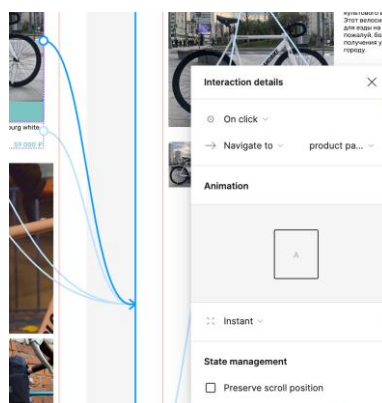 культового в
Этот велоси
для езды на
пожалуй, бо
получения у
городу.
Interaction details
On click
Navigate to
product pa...
Animation
A
Instant
State management
Preserve scroll position
ourg white
59 000 ₽